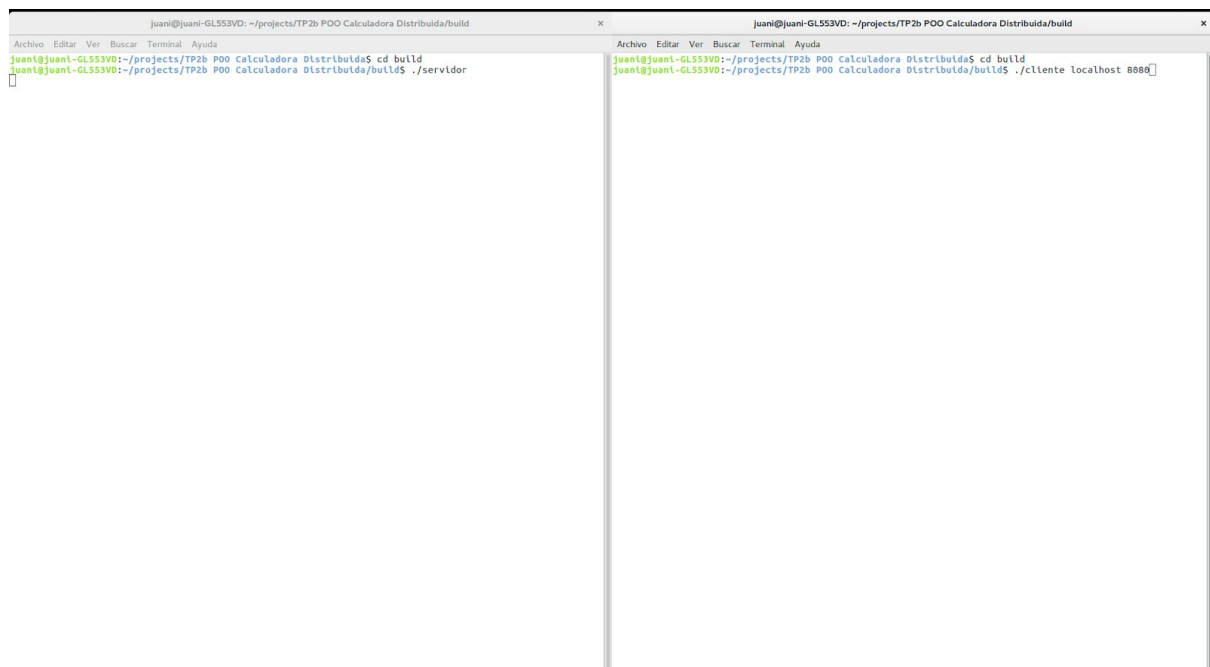 juani@juani-GL553VD: ~/projects/TP2b POO Calculadora Distribuida/build ×
Archivo Editar Ver Buscar Terminal Ayuda
juani@juani-GL553VD:~/projects/TP2b POO Calculadora Distribuida$ cd build
juani@juani-GL553VD:~/projects/TP2b POO Calculadora Distribuida/build$ ./servidor
juani@juani-GL553VD: ~/projects/TP2b POO Calculadora Distribuida/build ×
Archivo Editar Ver Buscar Terminal Ayuda
juani@juani-GL553VD:~/projects/TP2b POO Calculadora Distribuida$ cd build
juani@juani-GL553VD:~/projects/TP2b POO Calculadora Distribuida/build$ ./cliente localhost 8080